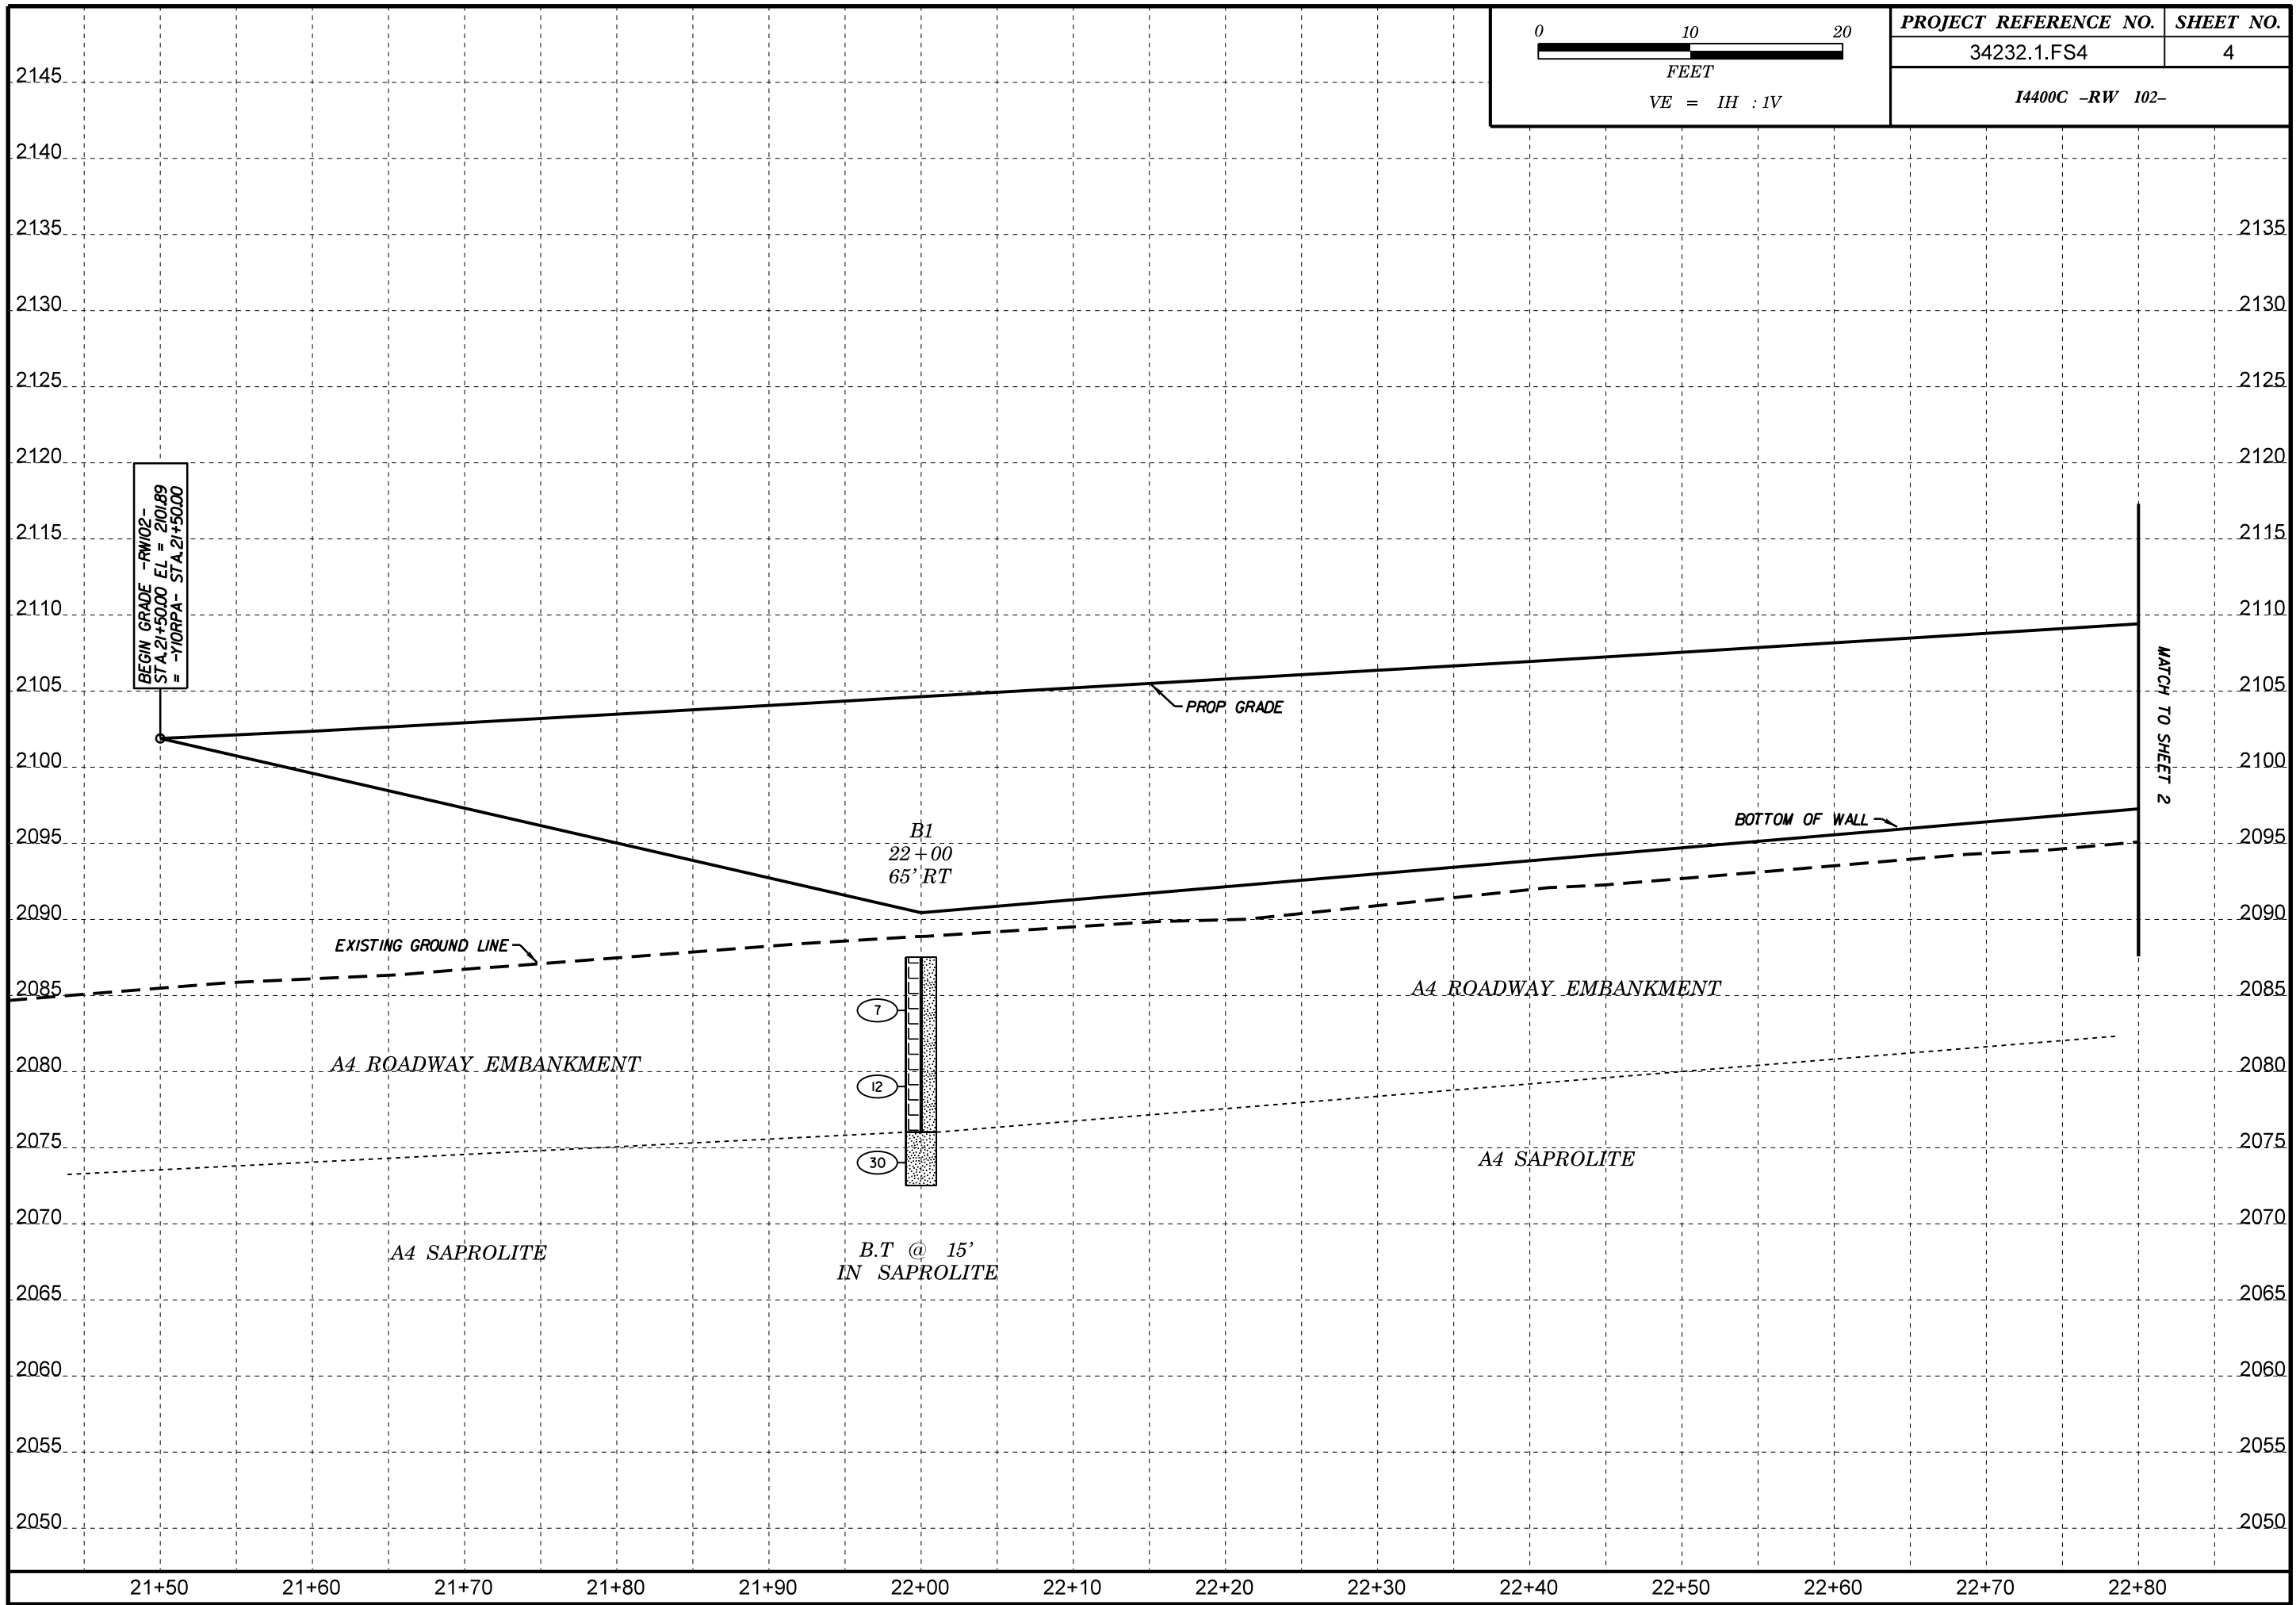 0 10 20
FEET
VE = 1H : 1V
PROJECT REFERENCE NO. SHEET NO.
34232.1.FS4 4
I4400C -RW 102-
2145
2140
2135 2135
2130 2130
2125 2125
2120 2120
BEGIN GRADE -RW102-
STA.21+50.00 EL = 2101.89
= -Y10RPA- STA.21+50.00
2115 2115
2110 2110
MATCH TO SHEET 2
2105 2105
PROP GRADE
2100 2100
BOTTOM OF WALL
B1
22+00
65' RT
2095 2095
2090 2090
EXISTING GROUND LINE
2085 2085
A4 ROADWAY EMBANKMENT
7
A4 ROADWAY EMBANKMENT
2080 2080
12
2075 2075
30
A4 SAPROLITE
2070 2070
A4 SAPROLITE
B.T @ 15'
IN SAPROLITE
2065 2065
2060 2060
2055 2055
2050 2050
21+50 21+60 21+70 21+80 21+90 22+00 22+10 22+20 22+30 22+40 22+50 22+60 22+70 22+80